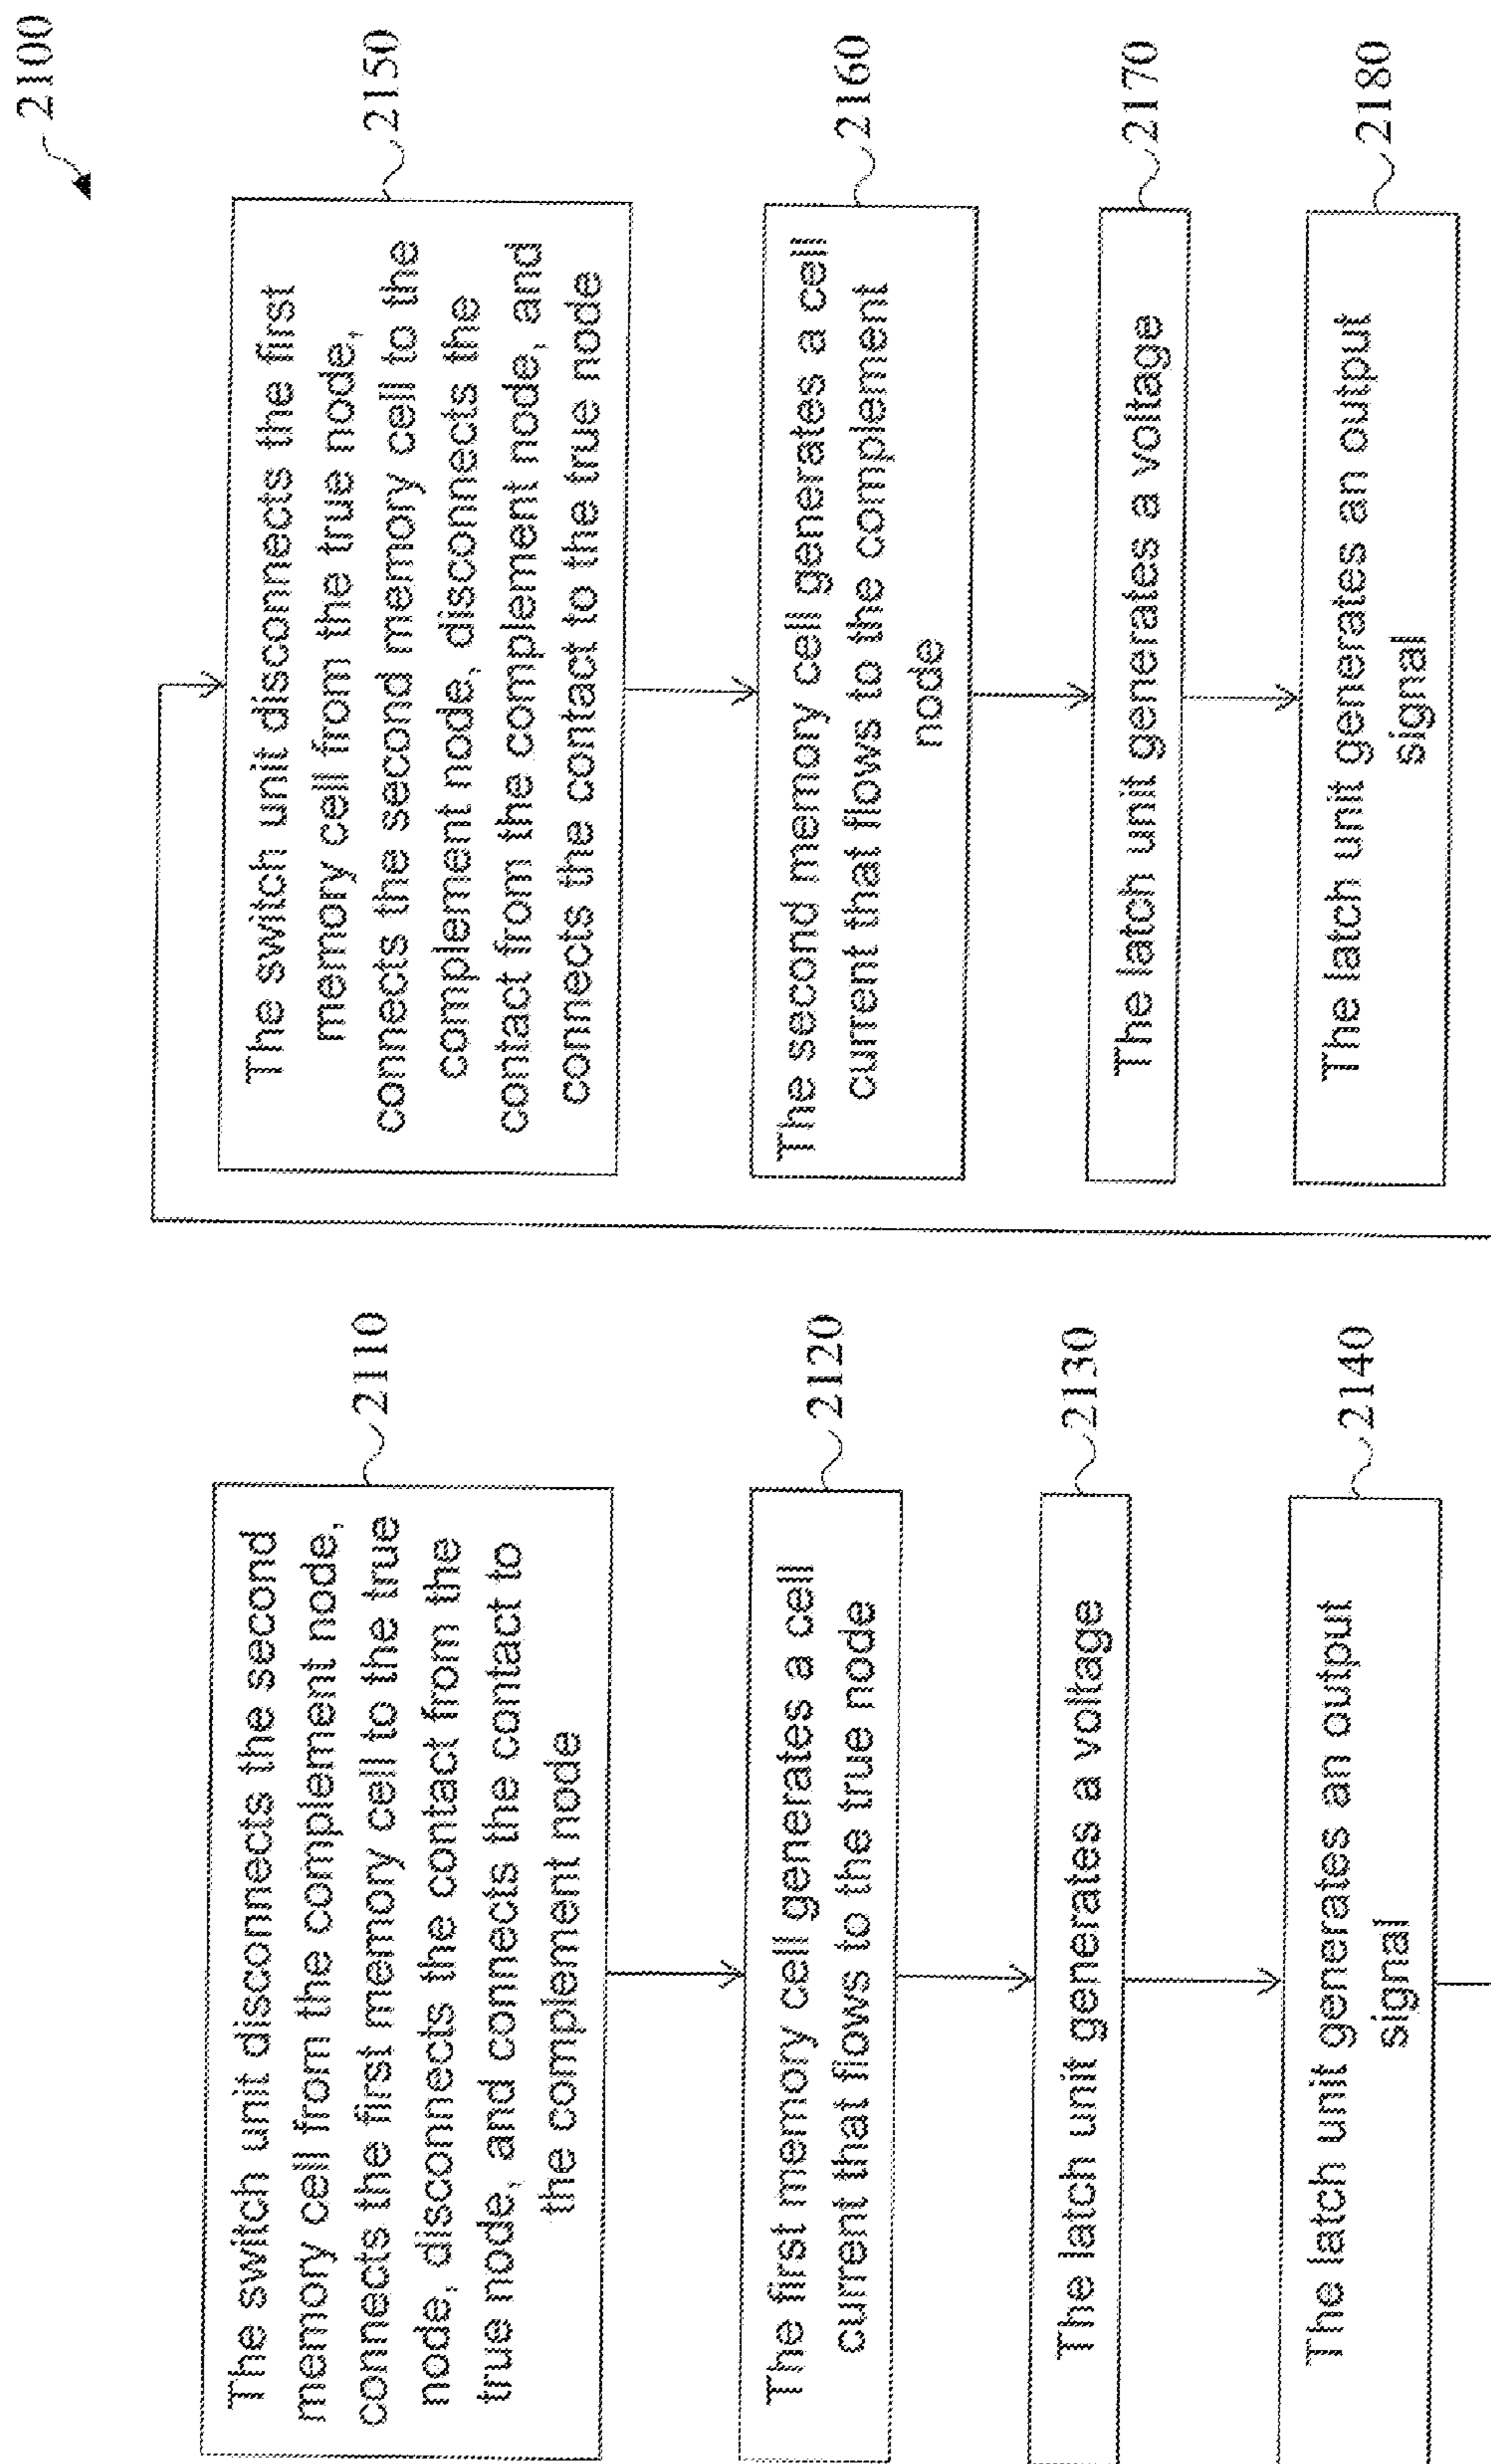 2100
The switch unit disconnects the second
memory cell from the complement node,
connects the first memory cell to the true
node, disconnects the contact from the
true node, and connects the contact to
the complement node
2110
The first memory cell generates a cell
current that flows to the true node
2120
The latch unit generates a voltage
2130
The latch unit generates an output
signal
2140
The switch unit disconnects the first
memory cell from the true node,
connects the second memory cell to the
complement node, disconnects the
contact from the complement node, and
connects the contact to the true node
2150
The second memory cell generates a cell
current that flows to the complement
node
2160
The latch unit generates a voltage
2170
The latch unit generates an output
signal
2180